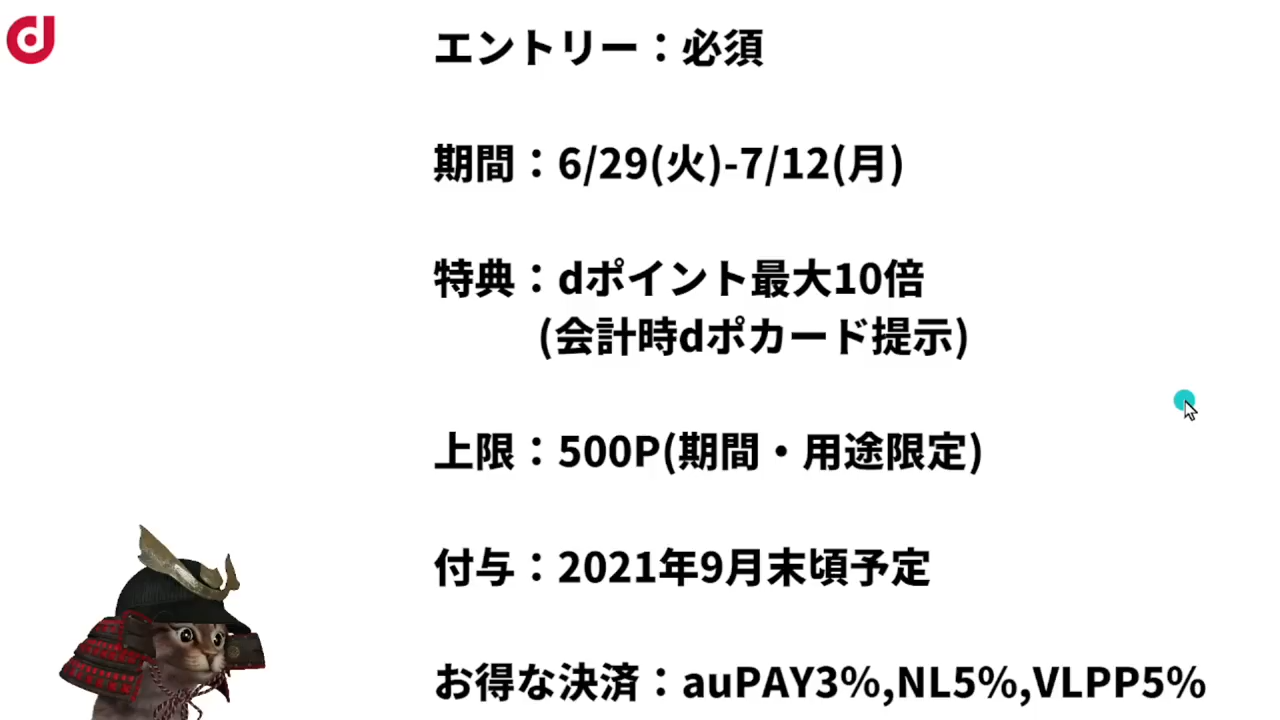 d
エントリー：必須
期間：6/29(火)-7/12(月)
特典：dポイント最大10倍
(会計時dポカード提示)
上限：500P(期間・用途限定)
付与：2021年9月末頃予定
お得な決済：auPAY3%,NL5%,VLPP5%